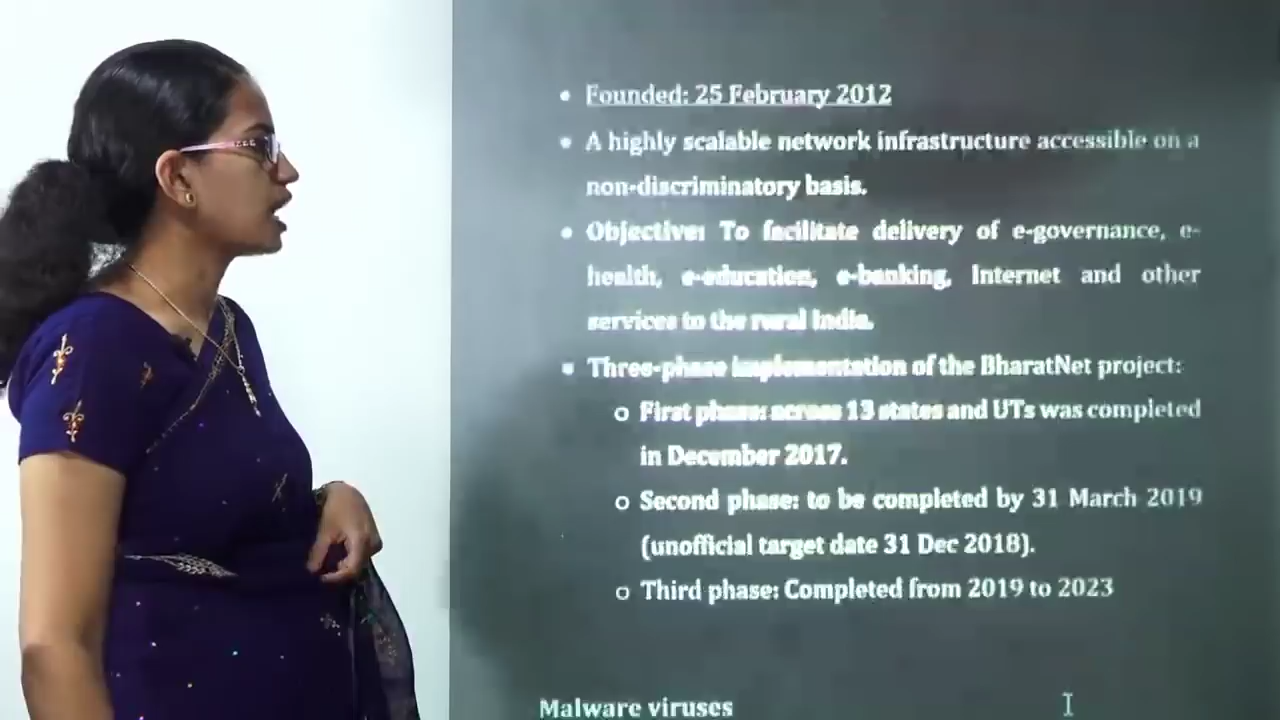 • Founded: 25 February 2012
• A highly scalable network infrastructure accessible on a
non-discriminatory basis.
• Objective: To facilitate delivery of e-governance, e-
health, e-education, e-banking, Internet and other
services to the rural India.
▪ Three-phase implementation of the BharatNet project:
o First phase: across 13 states and UTs was completed
in December 2017.
o Second phase: to be completed by 31 March 2019
(unofficial target date 31 Dec 2018).
o Third phase: Completed from 2019 to 2023
Malware viruses